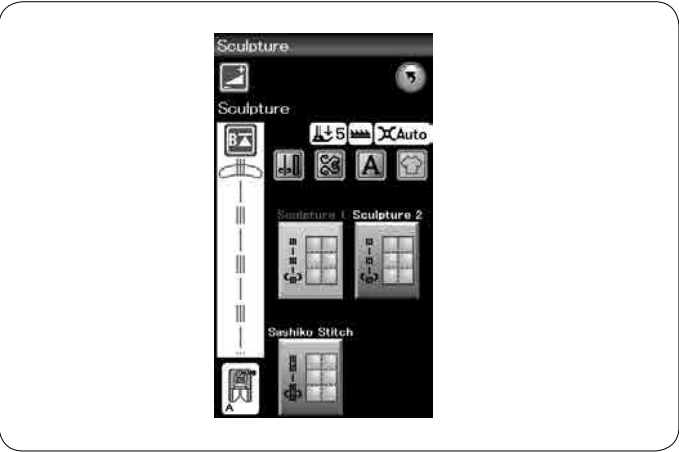 Sculpture
Sculpture
B
5 Auto
A
Sculpture 1 Sculpture 2
Sashiko Stitch
A